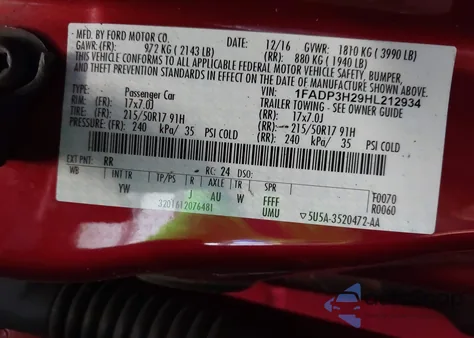 MFD. BY FORD MOTOR CO. DATE: 12/16 GVWR: 1810 KG ( 3990 LB)
GAWR: (FR): 972 KG ( 2143 LB) (RR): 880 KG ( 1940 LB)
THIS VEHICLE CONFORMS TO ALL APPLICABLE FEDERAL MOTOR VEHICLE SAFETY, BUMPER,
AND THEFT PREVENTION STANDARDS IN EFFECT ON THE DATE OF MANUFACTURE SHOWN ABOVE.
VIN: 1FADP3H29HL212934
TYPE: Passenger Car TRAILER TOWING - SEE OWNER GUIDE
RIM: (FR): 17x7.0J (RR): 17x7.0J
TIRE: (FR): 215/50R17 91H (RR): 215/50R17 91H
PRESSURE: (FR): 240 kPa/ 35 PSI COLD (RR): 240 kPa/ 35 PSI COLD
EXT PNT: RR RC: 24 DSO:
WB INT TR TP/PS R AXLE TR SPR
YW J AU W FFFF F0070
UMU R0060
320161207648 5U5A-3520472-AA